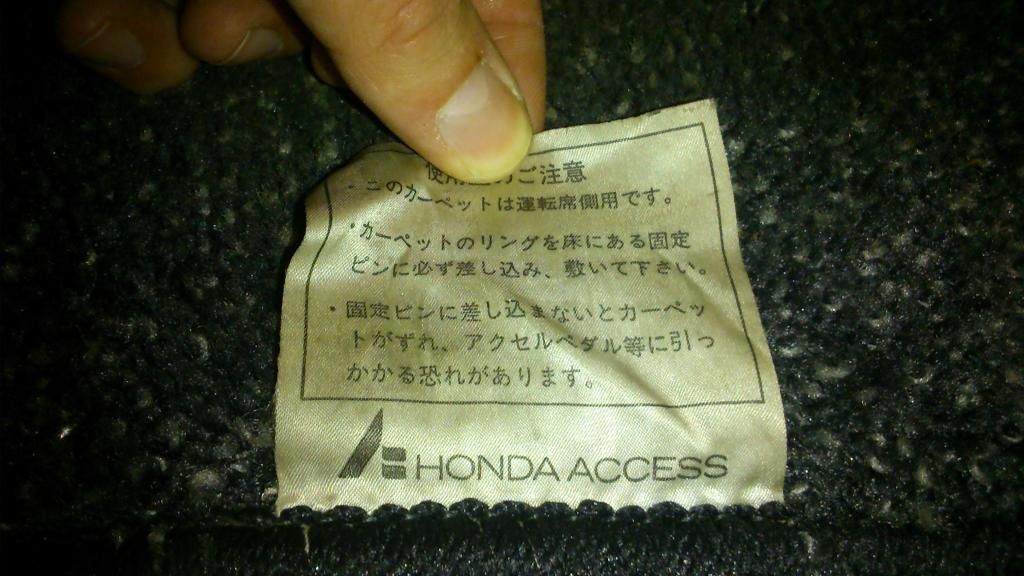 使用上のご注意
・このカーペットは運転席側用です。
・カーペットのリングを床にある固定
ピンに必ず差し込み、敷いて下さい。
・固定ピンに差し込まないとカーペッ
トがずれ、アクセルペダル等に引っ
かかる恐れがあります。
HONDA ACCESS